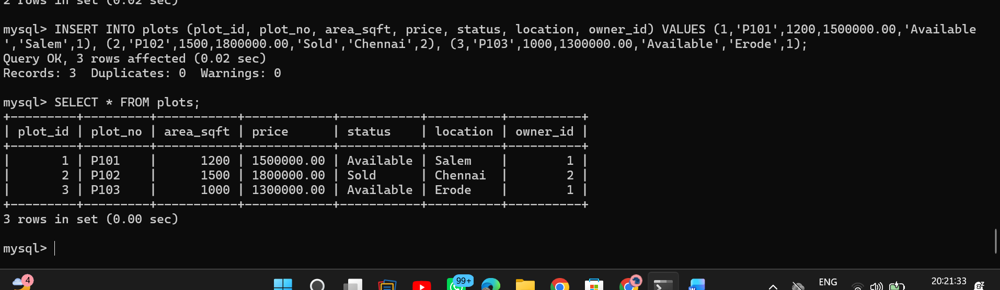 2 rows in set (0.02 sec)
mysql> INSERT INTO plots (plot_id, plot_no, area_sqft, price, status, location, owner_id) VALUES (1,'P101',1200,1500000.00,'Available
','Salem',1), (2,'P102',1500,1800000.00,'Sold','Chennai',2), (3,'P103',1000,1300000.00,'Available','Erode',1);
Query OK, 3 rows affected (0.02 sec)
Records: 3  Duplicates: 0  Warnings: 0
mysql> SELECT * FROM plots;
+---------+---------+-----------+------------+-----------+----------+----------+
| plot_id | plot_no | area_sqft | price      | status    | location | owner_id |
+---------+---------+-----------+------------+-----------+----------+----------+
|       1 | P101    |      1200 | 1500000.00 | Available | Salem    |        1 |
|       2 | P102    |      1500 | 1800000.00 | Sold      | Chennai  |        2 |
|       3 | P103    |      1000 | 1300000.00 | Available | Erode    |        1 |
+---------+---------+-----------+------------+-----------+----------+----------+
3 rows in set (0.00 sec)
mysql>
4
99+
ENG
20:21:33